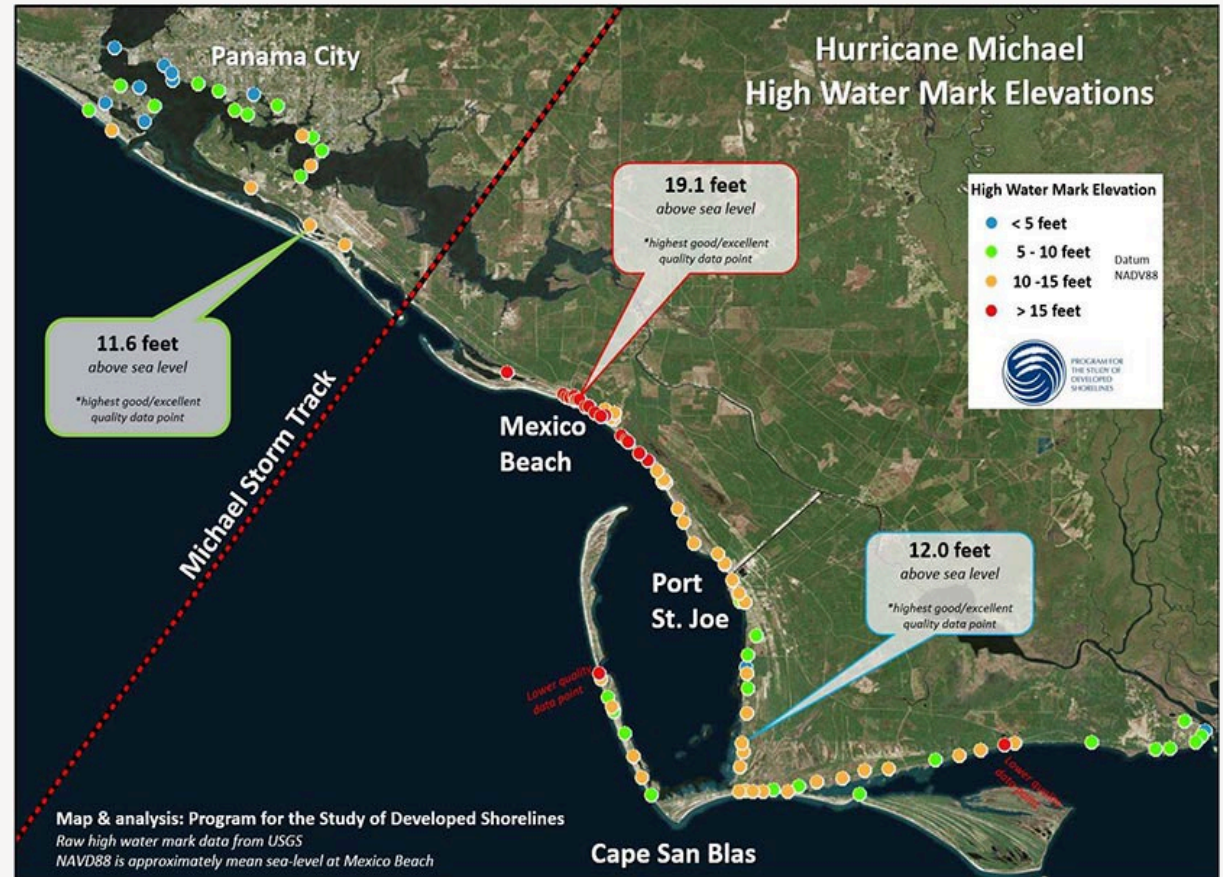 Hurricane Michael
High Water Mark Elevations
Panama City
19.1 feet
above sea level
*highest good/excellent
quality data point
High Water Mark Elevation
< 5 feet
5 - 10 feet
10 -15 feet
> 15 feet
Datum
NADV88
PROGRAM FOR
THE STUDY OF
DEVELOPED
SHORELINES
11.6 feet
above sea level
*highest good/excellent
quality data point
Michael Storm Track
Mexico
Beach
12.0 feet
above sea level
*highest good/excellent
quality data point
Port
St. Joe
Lower quality
data point
Lower quality
data
Cape San Blas
Map & analysis: Program for the Study of Developed Shorelines
Raw high water mark data from USGS
NAVD88 is approximately mean sea-level at Mexico Beach